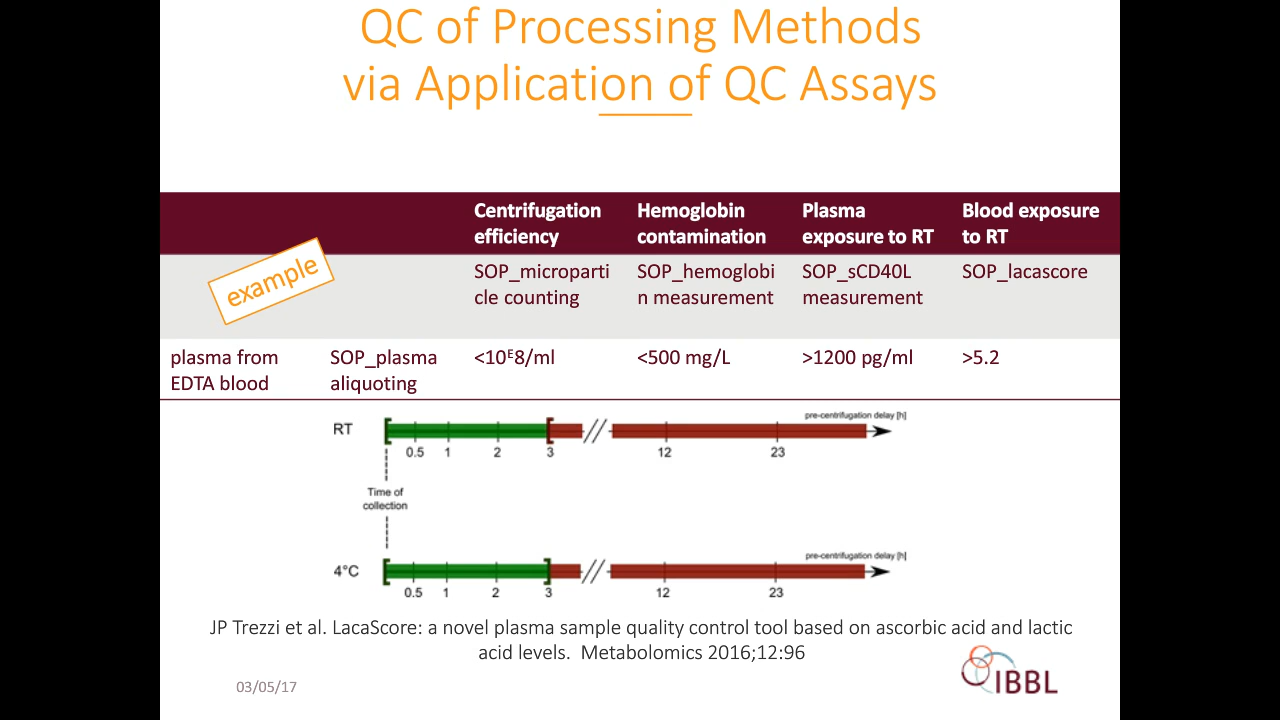 QC of Processing Methods
via Application of QC Assays
Centrifugation efficiency
Hemoglobin contamination
Plasma exposure to RT
Blood exposure to RT
example
SOP_microparti
cle counting
SOP_hemoglobi
n measurement
SOP_sCD40L
measurement
SOP_lacascore
plasma from
EDTA blood
SOP_plasma
aliquoting
<10ᴱ8/ml
<500 mg/L
>1200 pg/ml
>5.2
pre-centrifugation delay [h]
RT
0.5 1 2 3 12 23
Time of
collection
pre-centrifugation delay [h]
4°C
0.5 1 2 3 12 23
JP Trezzi et al. LacaScore: a novel plasma sample quality control tool based on ascorbic acid and lactic
acid levels. Metabolomics 2016;12:96
03/05/17
IBBL